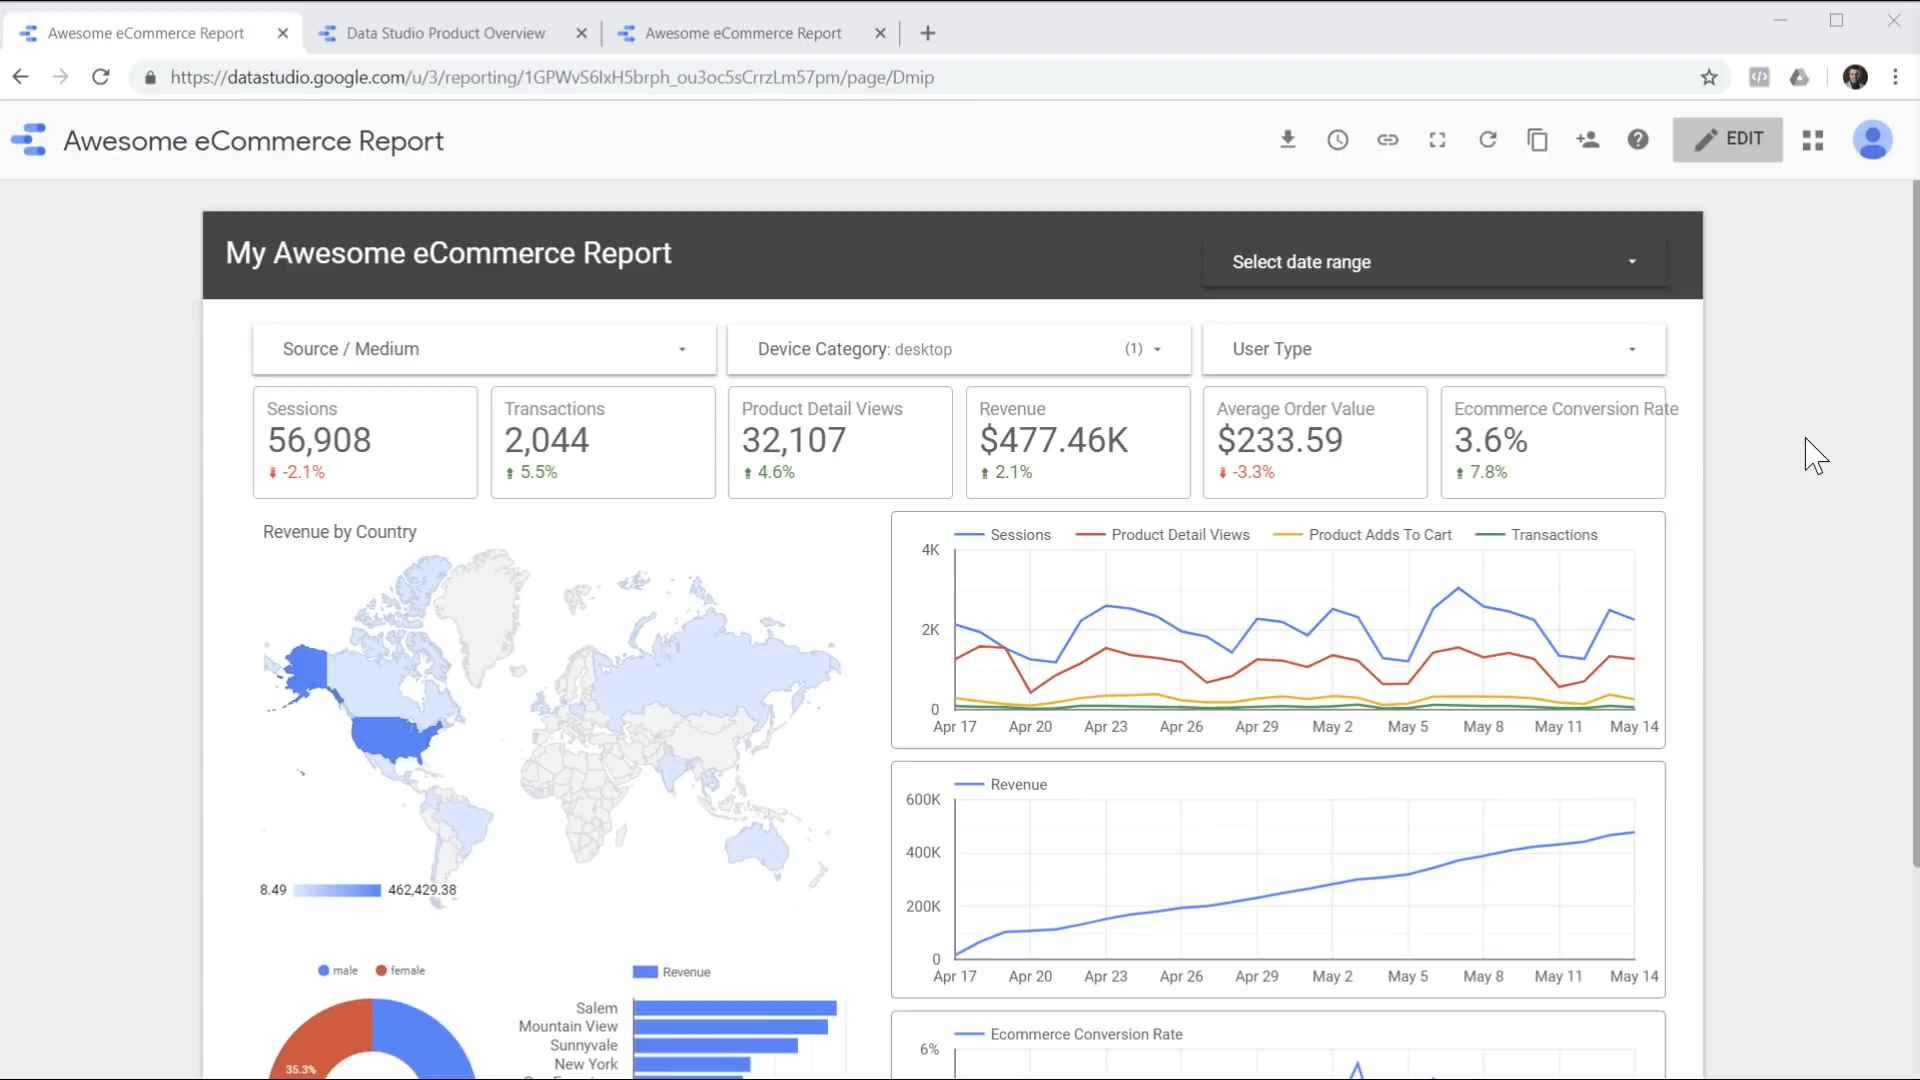 Awesome eCommerce Report
Data Studio Product Overview
Awesome eCommerce Report
https://datastudio.google.com/u/3/reporting/1GPWvS6IxH5brph_ou3oc5sCrrzLm57pm/page/Dmip
Awesome eCommerce Report
EDIT
My Awesome eCommerce Report
Select date range
Source / Medium
Device Category: desktop (1)
User Type
Sessions
56,908
-2.1%
Transactions
2,044
5.5%
Product Detail Views
32,107
4.6%
Revenue
$477.46K
2.1%
Average Order Value
$233.59
-3.3%
Ecommerce Conversion Rate
3.6%
7.8%
Revenue by Country
8.49 462,429.38
Sessions Product Detail Views Product Adds To Cart Transactions
4K
2K
0
Apr 17 Apr 20 Apr 23 Apr 26 Apr 29 May 2 May 5 May 8 May 11 May 14
Revenue
600K
400K
200K
0
Apr 17 Apr 20 Apr 23 Apr 26 Apr 29 May 2 May 5 May 8 May 11 May 14
male female
35.3%
Revenue
Salem
Mountain View
Sunnyvale
New York
Ecommerce Conversion Rate
6%